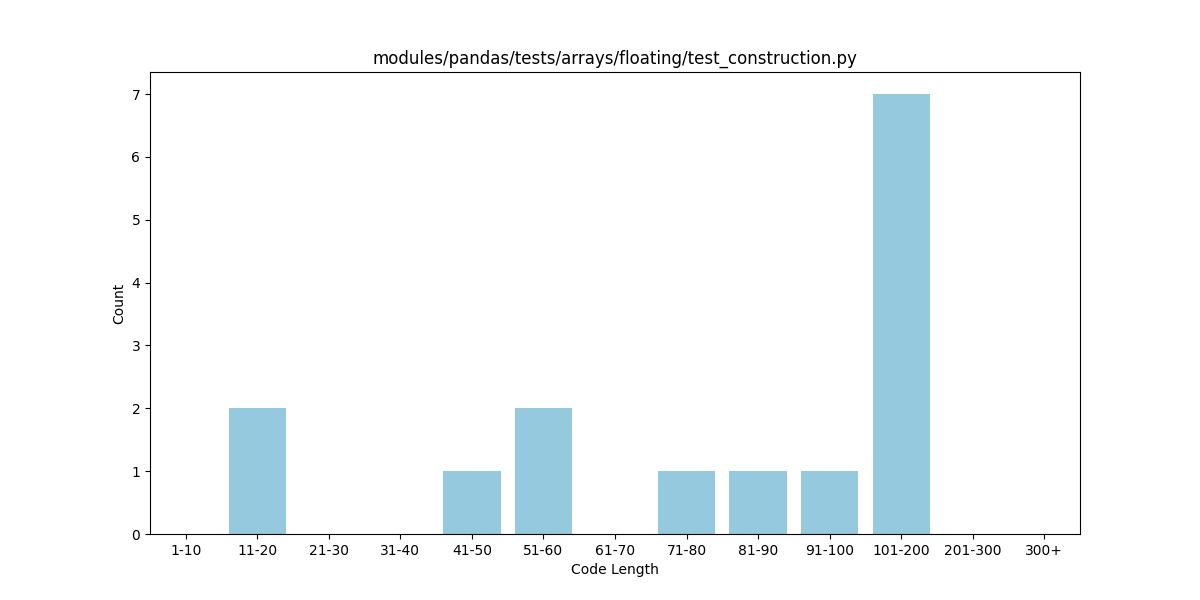 modules/pandas/tests/arrays/floating/test_construction.py
7
6
5
4
3
2
1
0
Count
1-10 11-20 21-30 31-40 41-50 51-60 61-70 71-80 81-90 91-100 101-200 201-300 300+
Code Length